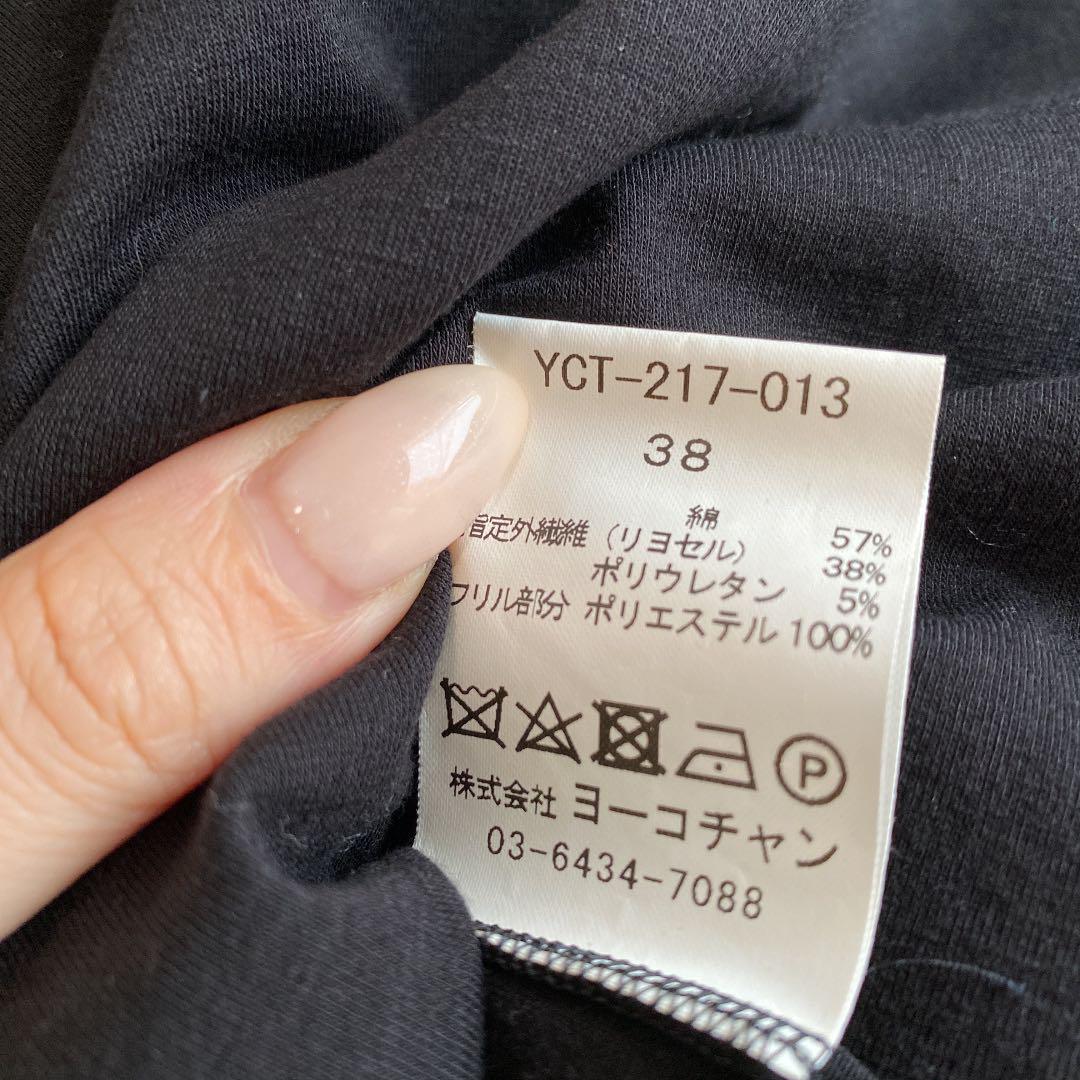 YCT-217-013
38
綿 57%
指定外繊維 (リヨセル) 38%
ポリウレタン 5%
フリル部分 ポリエステル 100%
P
株式会社 ヨーコチャン
03-6434-7088